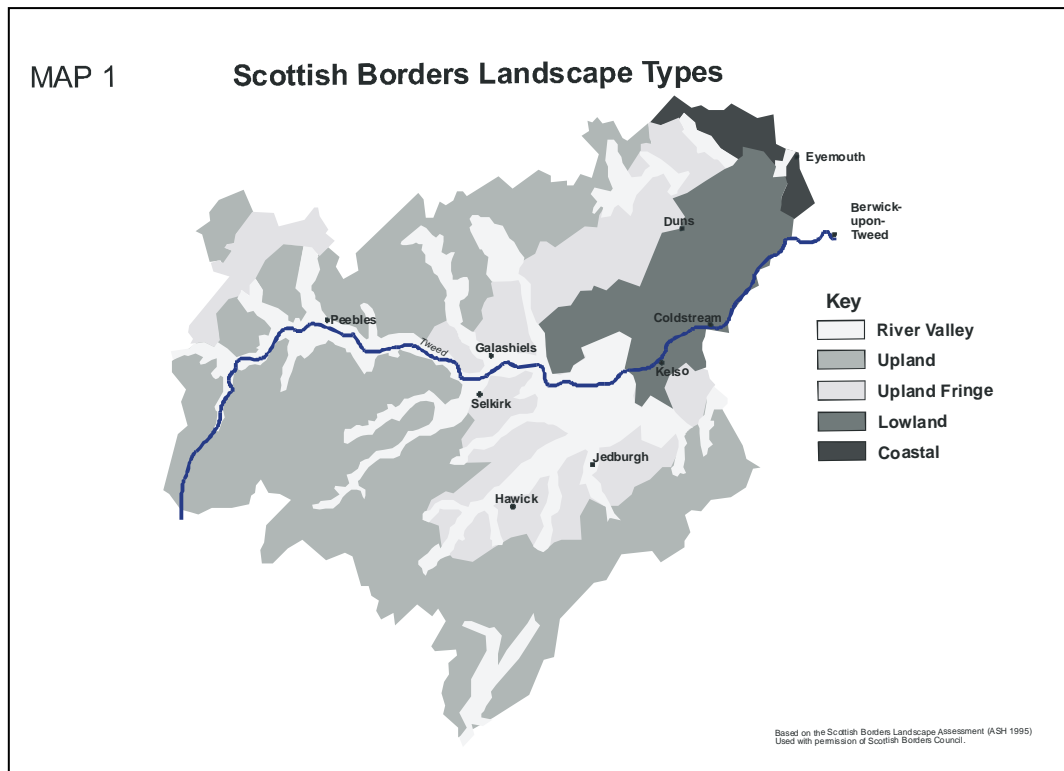 MAP 1
Scottish Borders Landscape Types
Eyemouth
Berwick-
upon-
Tweed
Duns
Key
River Valley
Upland
Upland Fringe
Lowland
Coastal
Coldstream
Peebles
Tweed
Galashiels
Kelso
Selkirk
Jedburgh
Hawick
Based on the Scottish Borders Landscape Assessment (ASH 1995)
Used with permission of Scottish Borders Council.